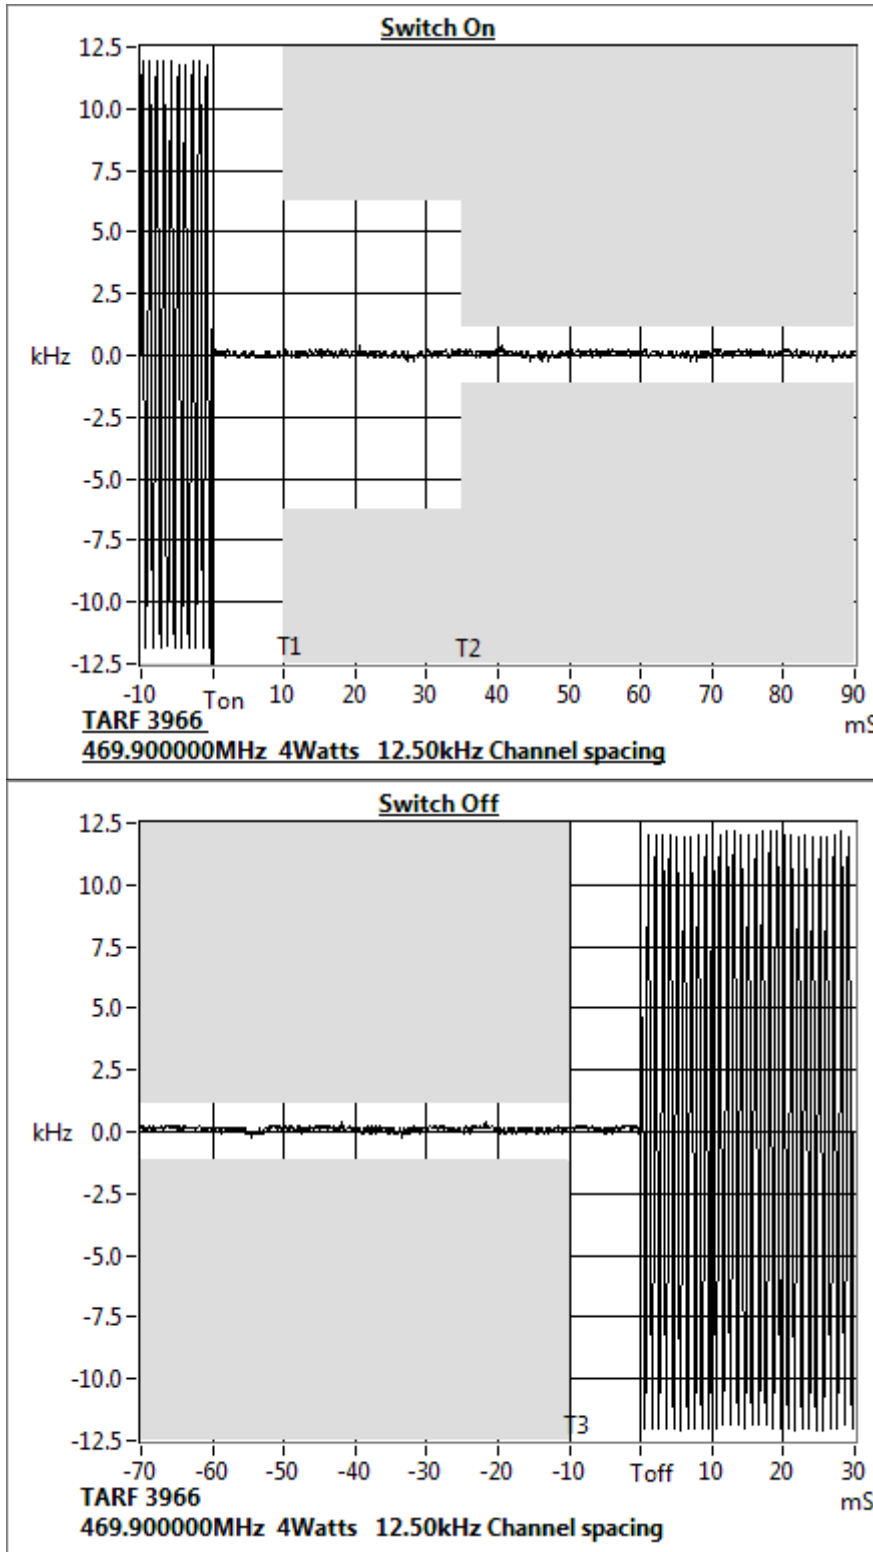 Switch On
12.5
10.0
7.5
5.0
2.5
kHz 0.0
-2.5
-5.0
-7.5
-10.0
-12.5
T1 T2
-10 Ton 10 20 30 40 50 60 70 80 90
mS
TARF 3966
469.900000MHz 4Watts 12.50kHz Channel spacing
Switch Off
12.5
10.0
7.5
5.0
2.5
kHz 0.0
-2.5
-5.0
-7.5
-10.0
-12.5
T3
-70 -60 -50 -40 -30 -20 -10 Toff 10 20 30
mS
TARF 3966
469.900000MHz 4Watts 12.50kHz Channel spacing